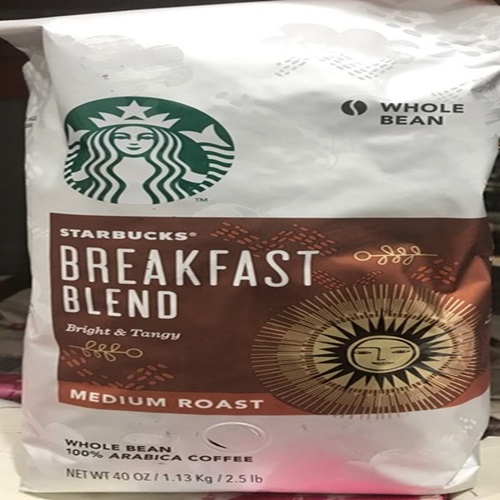 WHOLE
BEAN
TM
STARBUCKS®
BREAKFAST
BLEND
Bright & Tangy
MEDIUM ROAST
WHOLE BEAN
100% ARABICA COFFEE
NET WT 40 OZ / 1.13 Kg / 2.5 lb